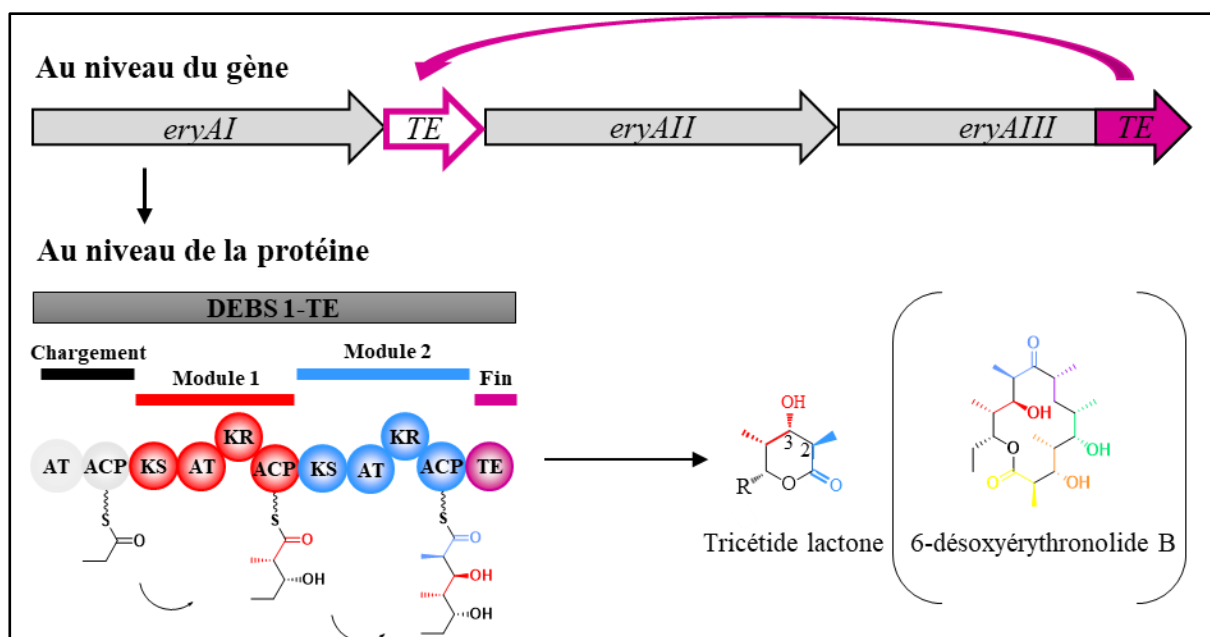 Au niveau du gène
eryAI TE eryAII eryAIII TE
Au niveau de la protéine
DEBS 1-TE
Chargement Module 1 Module 2 Fin
AT ACP KS AT KR ACP KS AT KR ACP TE
S O
S O OH
S O OH OH
OH 3 2 R O O
O OH O OH O OH
Tricétide lactone 6-désoxyérythronolide B